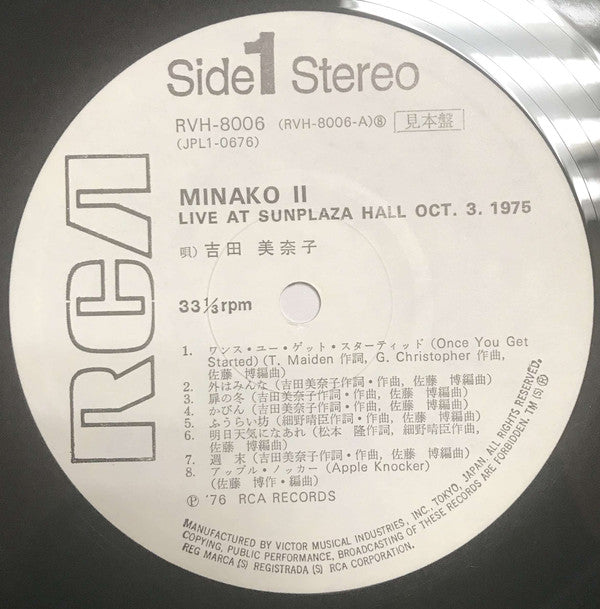 Side 1 Stereo
RVH-8006 (RVH-8006-A)Ⓢ 見本盤
(JPL1-0676)
RCA
MINAKO II
LIVE AT SUNPLAZA HALL OCT. 3. 1975
唄) 吉田 美奈子
33⅓rpm
1. ワンス・ユー・ゲット・スターティッド (Once You Get
Started) (T. Maiden 作詞, G. Christopher 作曲,
佐藤 博編曲)
2. 外はみんな (吉田美奈子作詞・作曲, 佐藤 博編曲)
3. 扉の冬 (吉田美奈子作詞・作曲, 佐藤 博編曲)
4. かびん (吉田美奈子作詞・作曲, 佐藤 博編曲)
5. ふうらい坊 (細野晴臣作詞・作曲, 佐藤 博編曲)
6. 明日天気になあれ (松本 隆作詞, 細野晴臣作曲,
佐藤 博編曲)
7. 週 末 (吉田美奈子作詞・作曲, 佐藤 博編曲)
8. アップル・ノッカー (Apple Knocker)
(佐藤 博作・編曲)
Ⓟ '76 RCA RECORDS
MANUFACTURED BY VICTOR MUSICAL INDUSTRIES, INC., TOKYO, JAPAN. ALL RIGHTS RESERVED.
COPYING, PUBLIC PERFORMANCE, BROADCASTING OF THESE RECORDS ARE FORBIDDEN. TM (S) ®
REG MARCA (S) REGISTRADA (S) RCA CORPORATION.